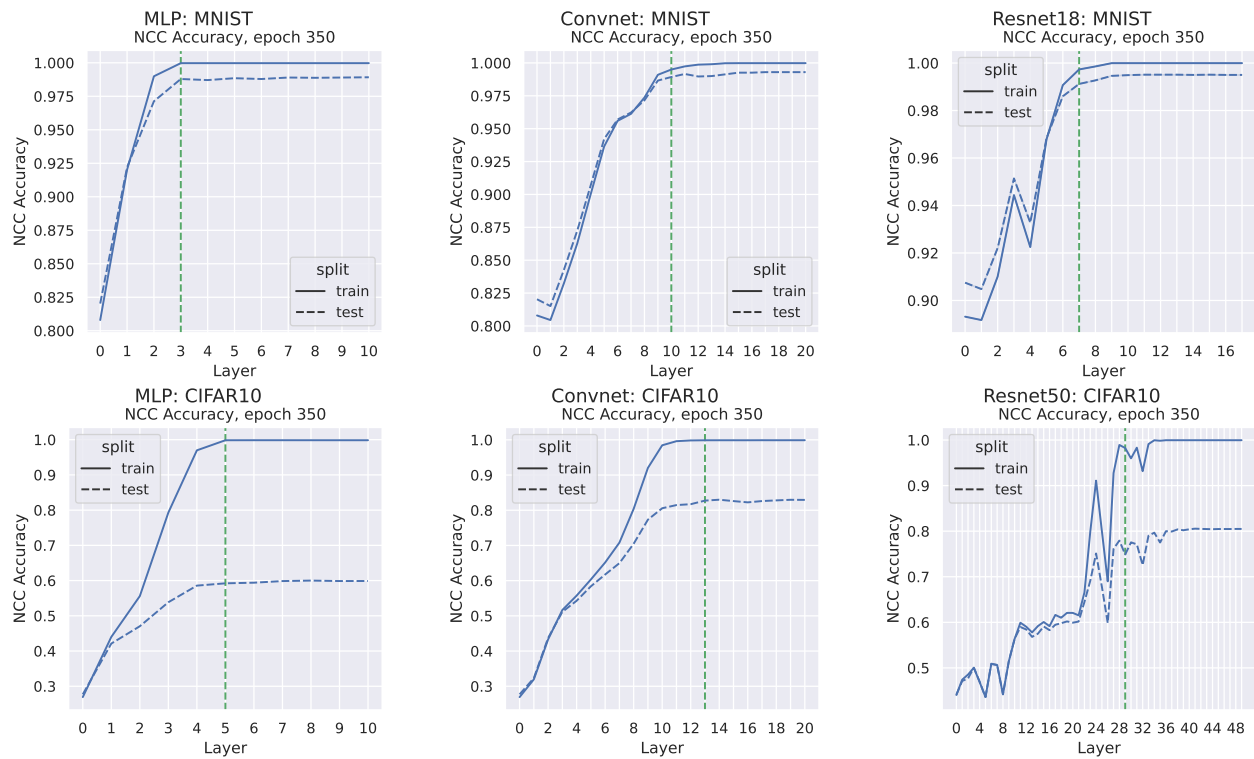 MLP: MNIST
NCC Accuracy, epoch 350
1.000
0.975
0.950
0.925
0.900
0.875
0.850
0.825
0.800
NCC Accuracy
split
train
test
0 1 2 3 4 5 6 7 8 9 10
Layer
Convnet: MNIST
NCC Accuracy, epoch 350
1.000
0.975
0.950
0.925
0.900
0.875
0.850
0.825
0.800
NCC Accuracy
split
train
test
0 2 4 6 8 10 12 14 16 18 20
Layer
Resnet18: MNIST
NCC Accuracy, epoch 350
1.00
0.98
0.96
0.94
0.92
0.90
NCC Accuracy
split
train
test
0 2 4 6 8 10 12 14 16
Layer
MLP: CIFAR10
NCC Accuracy, epoch 350
1.0
0.9
0.8
0.7
0.6
0.5
0.4
0.3
NCC Accuracy
split
train
test
0 1 2 3 4 5 6 7 8 9 10
Layer
Convnet: CIFAR10
NCC Accuracy, epoch 350
1.0
0.9
0.8
0.7
0.6
0.5
0.4
0.3
NCC Accuracy
split
train
test
0 2 4 6 8 10 12 14 16 18 20
Layer
Resnet50: CIFAR10
NCC Accuracy, epoch 350
1.0
0.9
0.8
0.7
0.6
0.5
NCC Accuracy
split
train
test
0 4 8 12 16 20 24 28 32 36 40 44 48
Layer